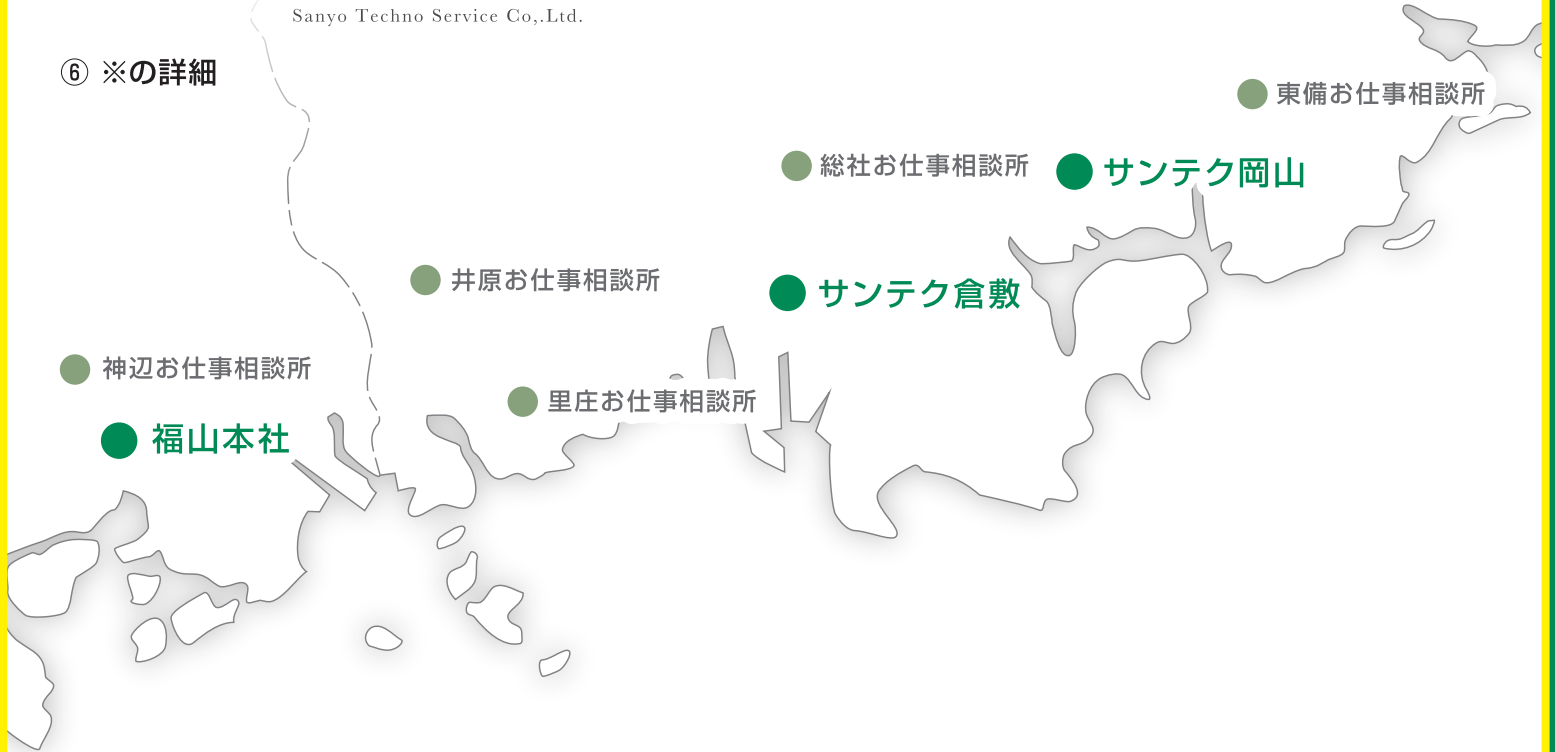 Sanyo Techno Service Co,.Ltd.
⑥ ※の詳細
東備お仕事相談所
総社お仕事相談所
サンテク岡山
井原お仕事相談所
サンテク倉敷
神辺お仕事相談所
里庄お仕事相談所
福山本社